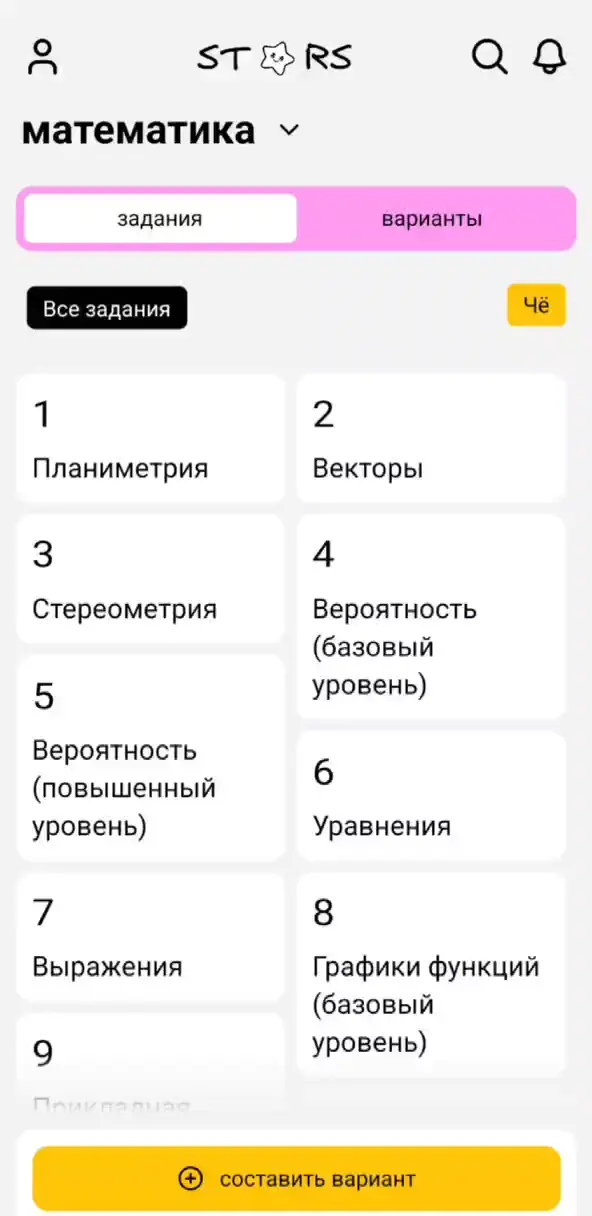 ST RS
математика
задания
варианты
Все задания
Чё
1
Планиметрия
2
Векторы
3
Стереометрия
4
Вероятность
(базовый
уровень)
5
Вероятность
(повышенный
уровень)
6
Уравнения
7
Выражения
8
Графики функций
(базовый
уровень)
9
Прикладная
составить вариант